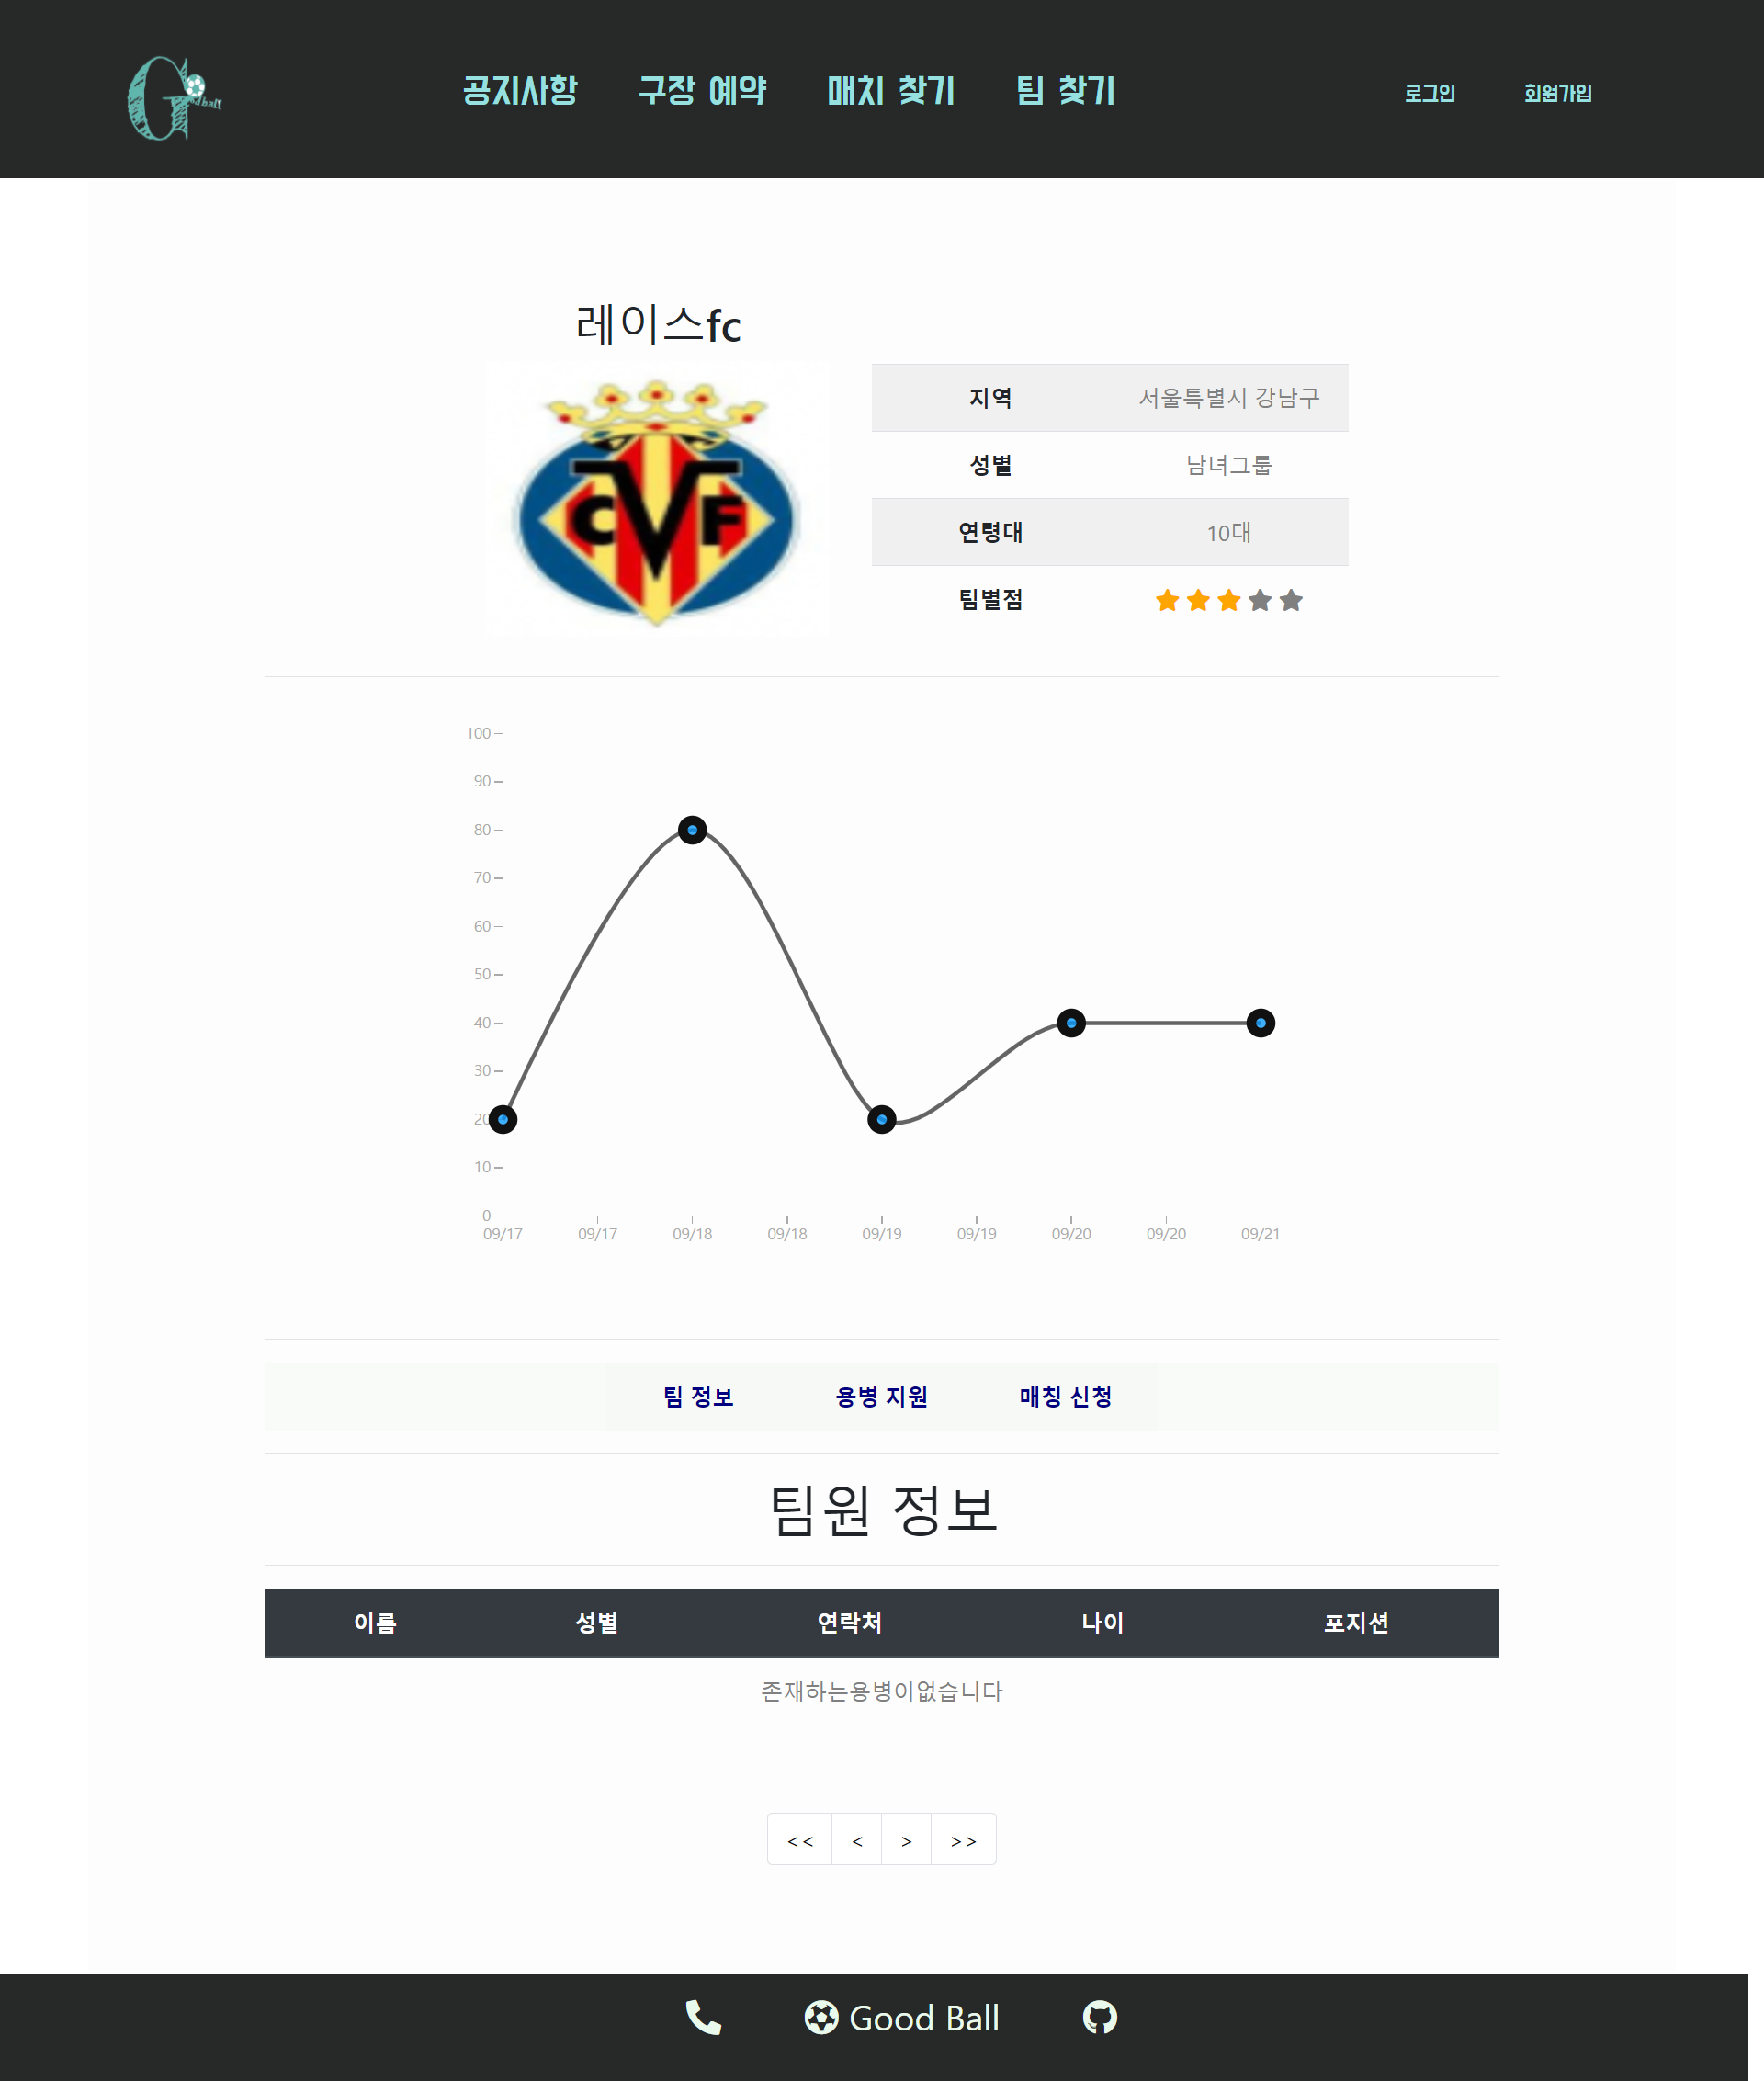 Goodball
공지사항 구장 예약 매치 찾기 팀 찾기 로그인 회원가입
레이스fc
CVF
지역 서울특별시 강남구
성별 남녀그룹
연령대 10대
팀별점
100
90
80
70
60
50
40
30
20
10
0
09/17 09/17 09/18 09/18 09/19 09/19 09/20 09/20 09/21
팀 정보 용병 지원 매칭 신청
팀원 정보
이름 성별 연락처 나이 포지션
존재하는용병이없습니다
<< < > >>
Good Ball